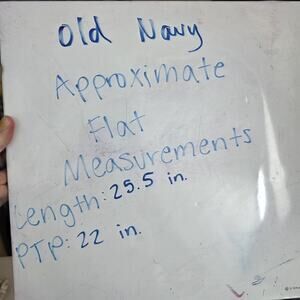 Old Navy
Approximate
Flat
Measurements
Length: 25.5 in.
PTP: 22 in.